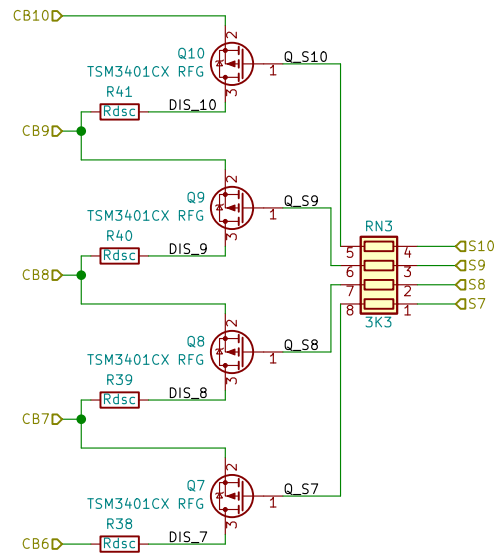 CB10
2
Q10
TSM3401CX RFG
1
Q_S10
3
R41
Rdsc
DIS_10
CB9
2
Q9
TSM3401CX RFG
1
Q_S9
3
R40
Rdsc
DIS_9
CB8
RN3
5
4
S10
6
3
S9
7
2
S8
8
1
S7
3K3
2
Q8
TSM3401CX RFG
1
Q_S8
3
R39
Rdsc
DIS_8
CB7
2
Q7
TSM3401CX RFG
1
Q_S7
3
R38
Rdsc
DIS_7
CB6